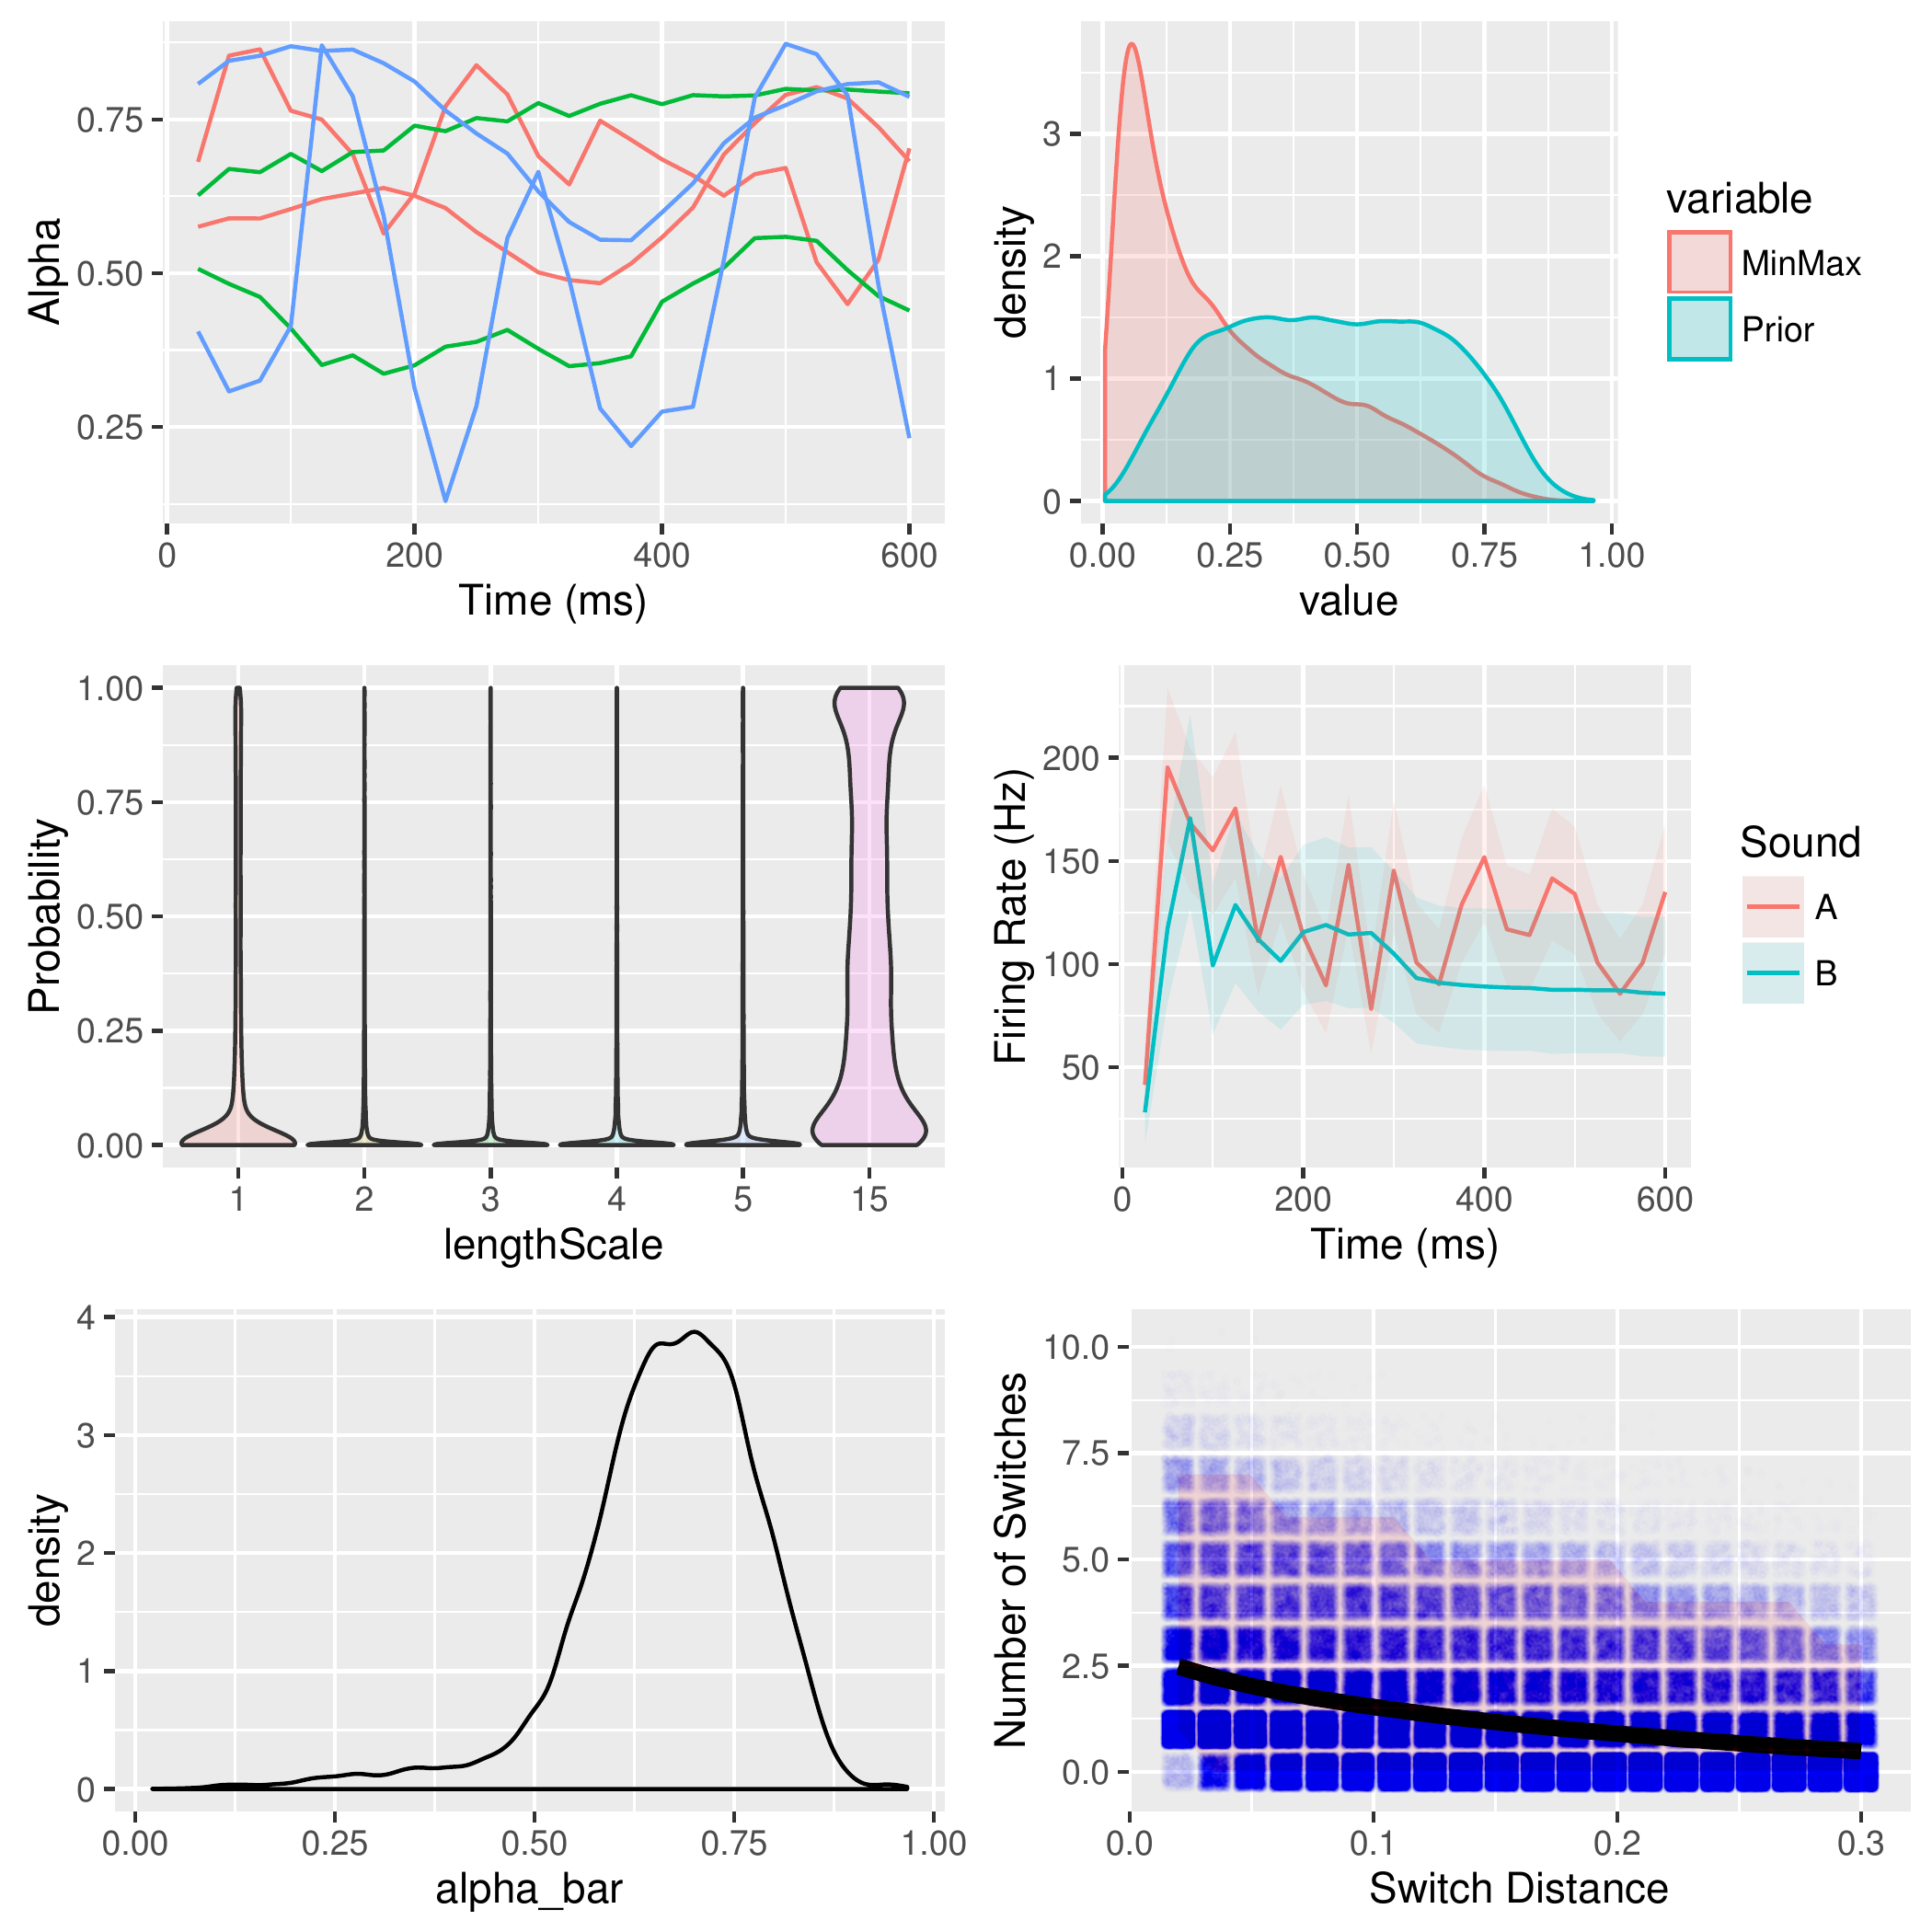 Alpha
0.75
0.50
0.25
0 200 400 600
Time (ms)
density
3
2
1
0
0.00 0.25 0.50 0.75 1.00
value
variable
MinMax
Prior
Probability
1.00
0.75
0.50
0.25
0.00
1 2 3 4 5 15
lengthScale
Firing Rate (Hz)
200
150
100
50
0 200 400 600
Time (ms)
Sound
A
B
density
4
3
2
1
0
0.00 0.25 0.50 0.75 1.00
alpha_bar
Number of Switches
10.0
7.5
5.0
2.5
0.0
0.0 0.1 0.2 0.3
Switch Distance